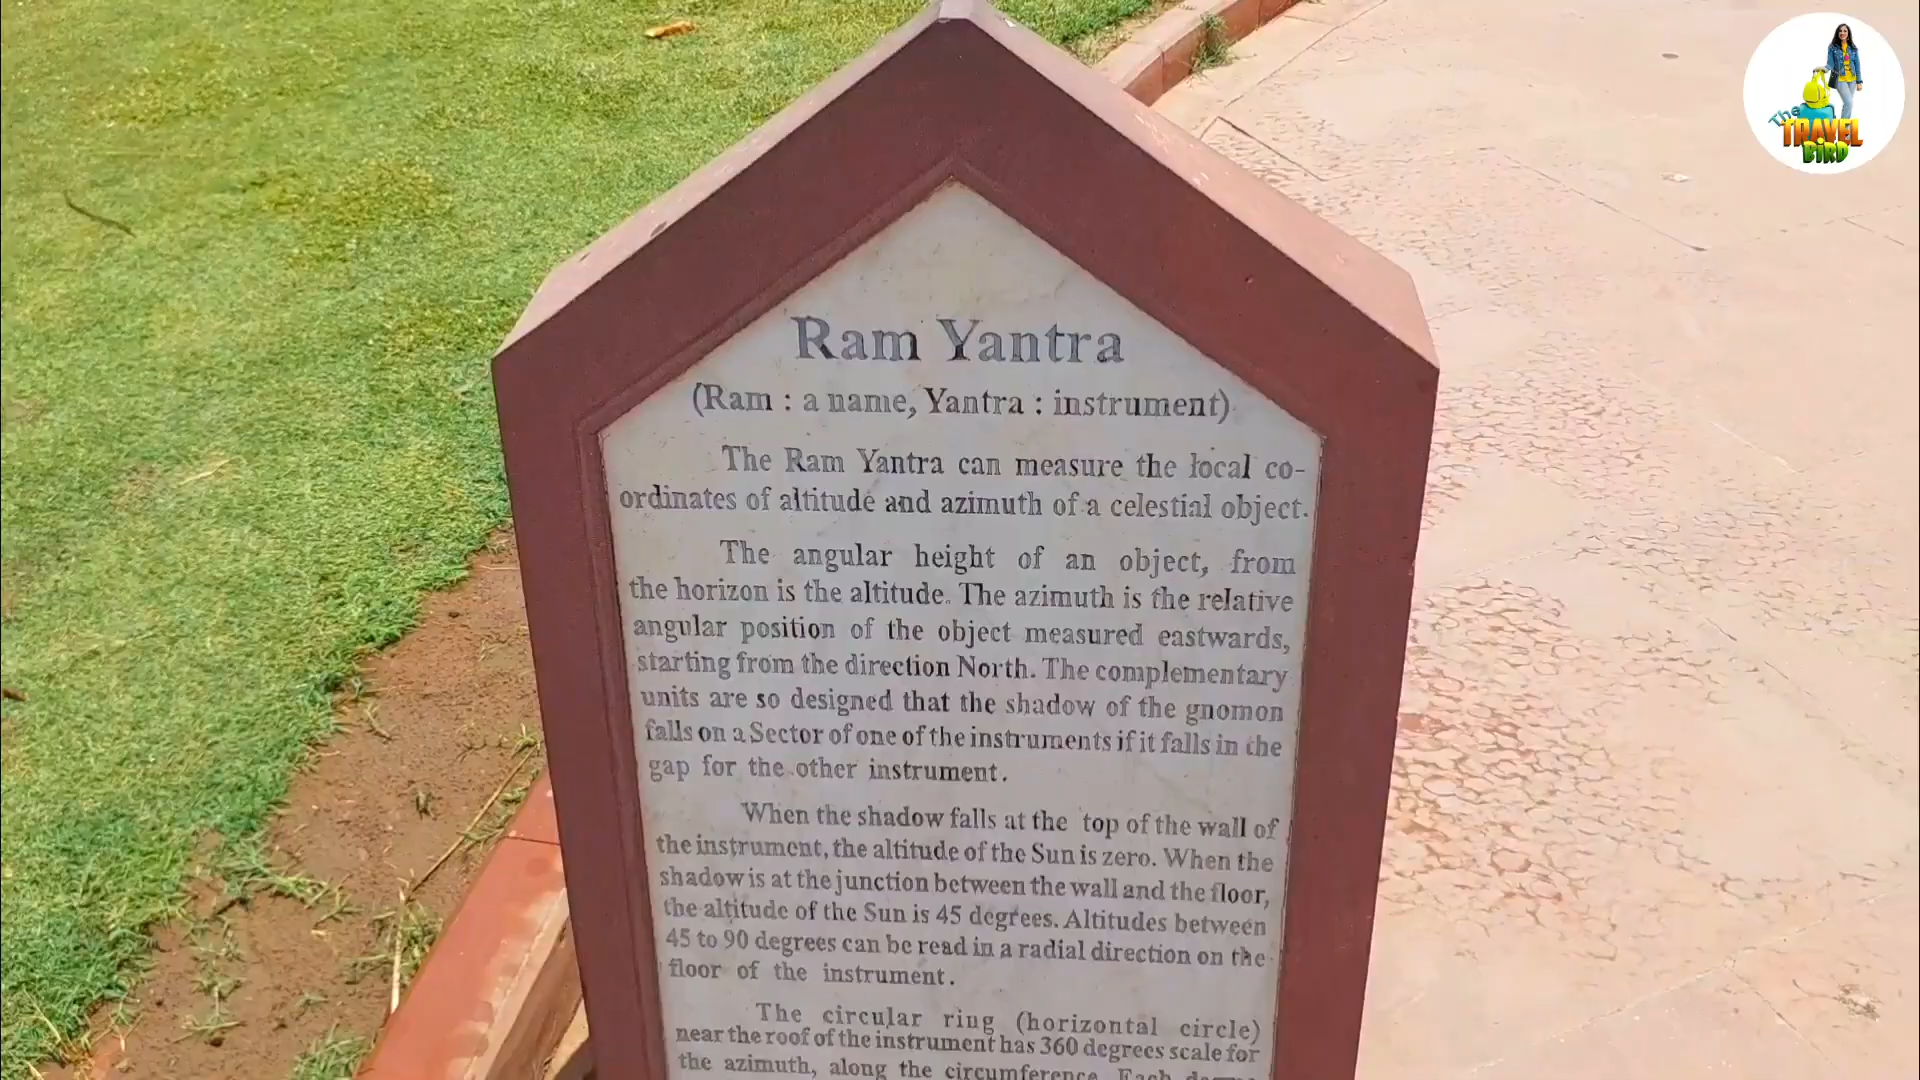 The
TRAVEL
BiRD
Ram Yantra
(Ram : a name, Yantra : instrument)
The Ram Yantra can measure the local co-
ordinates of altitude and azimuth of a celestial object.
The angular height of an object, from
the horizon is the altitude. The azimuth is the relative
angular position of the object measured eastwards,
starting from the direction North. The complementary
units are so designed that the shadow of the gnomon
falls on a Sector of one of the instruments if it falls in the
gap for the other instrument.
When the shadow falls at the top of the wall of
the instrument, the altitude of the Sun is zero. When the
shadow is at the junction between the wall and the floor,
the altitude of the Sun is 45 degrees. Altitudes between
45 to 90 degrees can be read in a radial direction on the
floor of the instrument.
The circular ring (horizontal circle)
near the roof of the instrument has 360 degrees scale for
the azimuth, along the circumference. Each